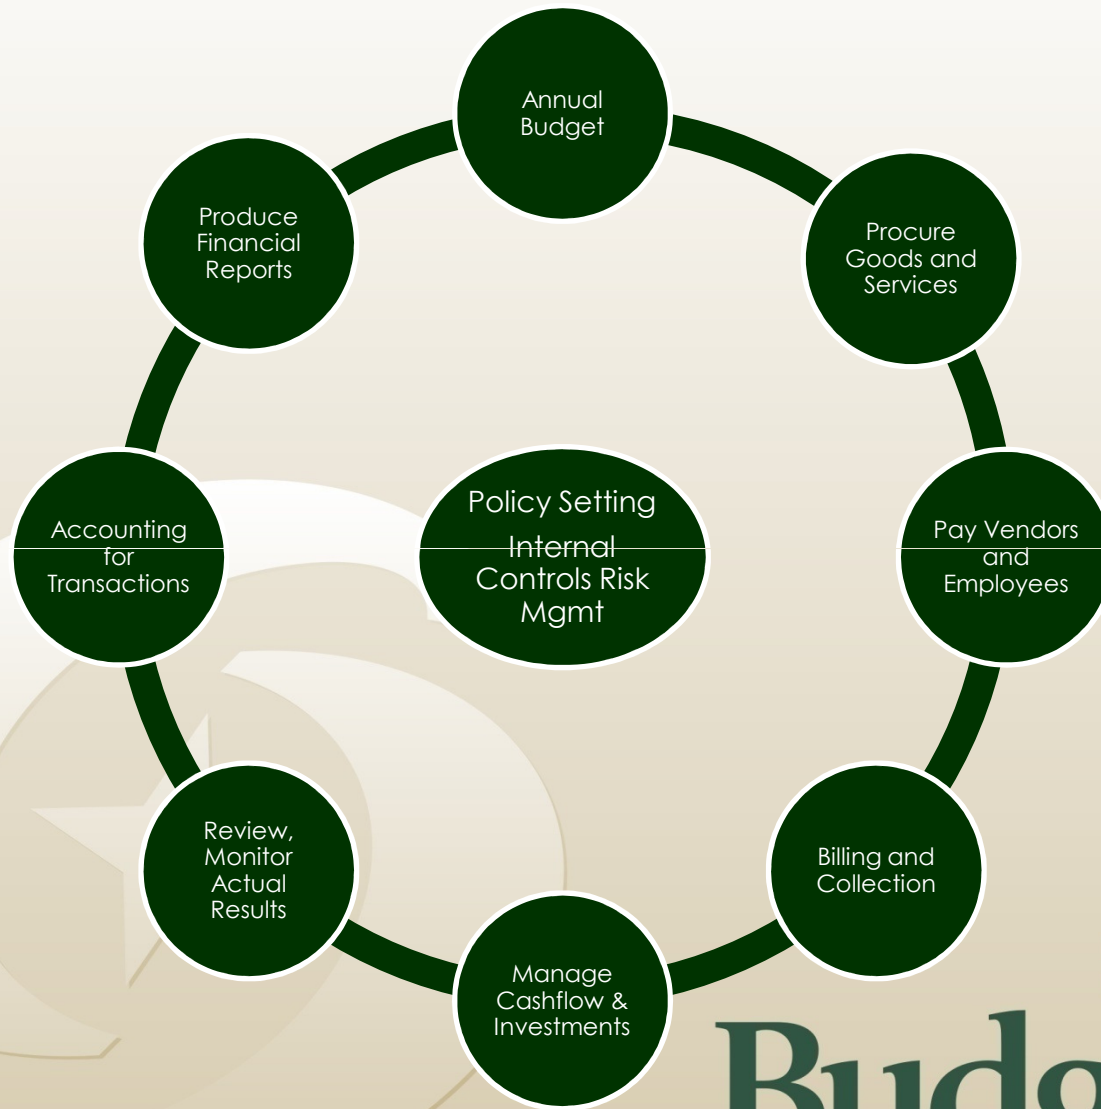 Annual
Budget
Procure
Goods and
Services
Produce
Financial
Reports
Policy Setting
Internal
Controls Risk
Mgmt
Accounting
for
Transactions
Pay Vendors
and
Employees
Review,
Monitor
Actual
Results
Billing and
Collection
Manage
Cashflow &
Investments
Budg